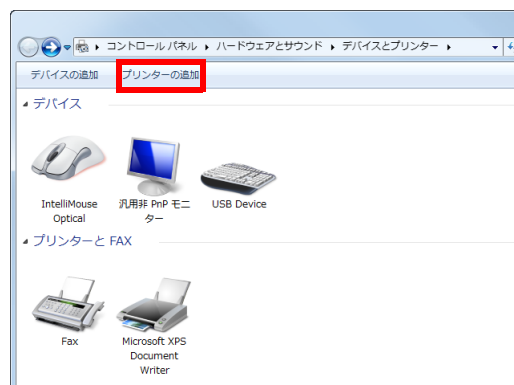 コントロール パネル ▸ ハードウェアとサウンド ▸ デバイスとプリンター ▸
デバイスの追加 プリンターの追加
デバイス
IntelliMouse Optical
汎用非 PnP モニター
USB Device
プリンターと FAX
Fax
Microsoft XPS Document Writer